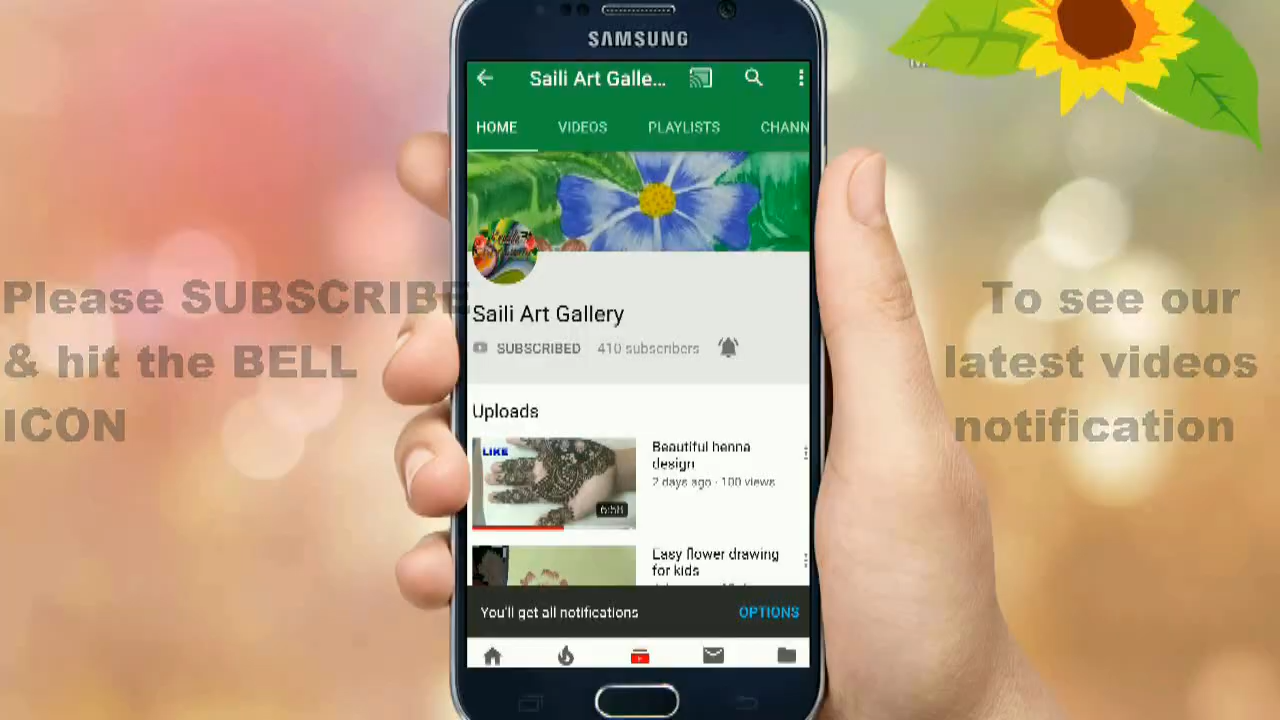 SAMSUNG
Saili Art Galle...
HOME VIDEOS PLAYLISTS CHANN
Please SUBSCRIBE
& hit the BELL
ICON
To see our
latest videos
notification
Saili Art Gallery
SUBSCRIBED 410 subscribers
Uploads
LIKE
6:58
Beautiful henna
design
2 days ago · 100 views
Easy flower drawing
for kids
You'll get all notifications OPTIONS